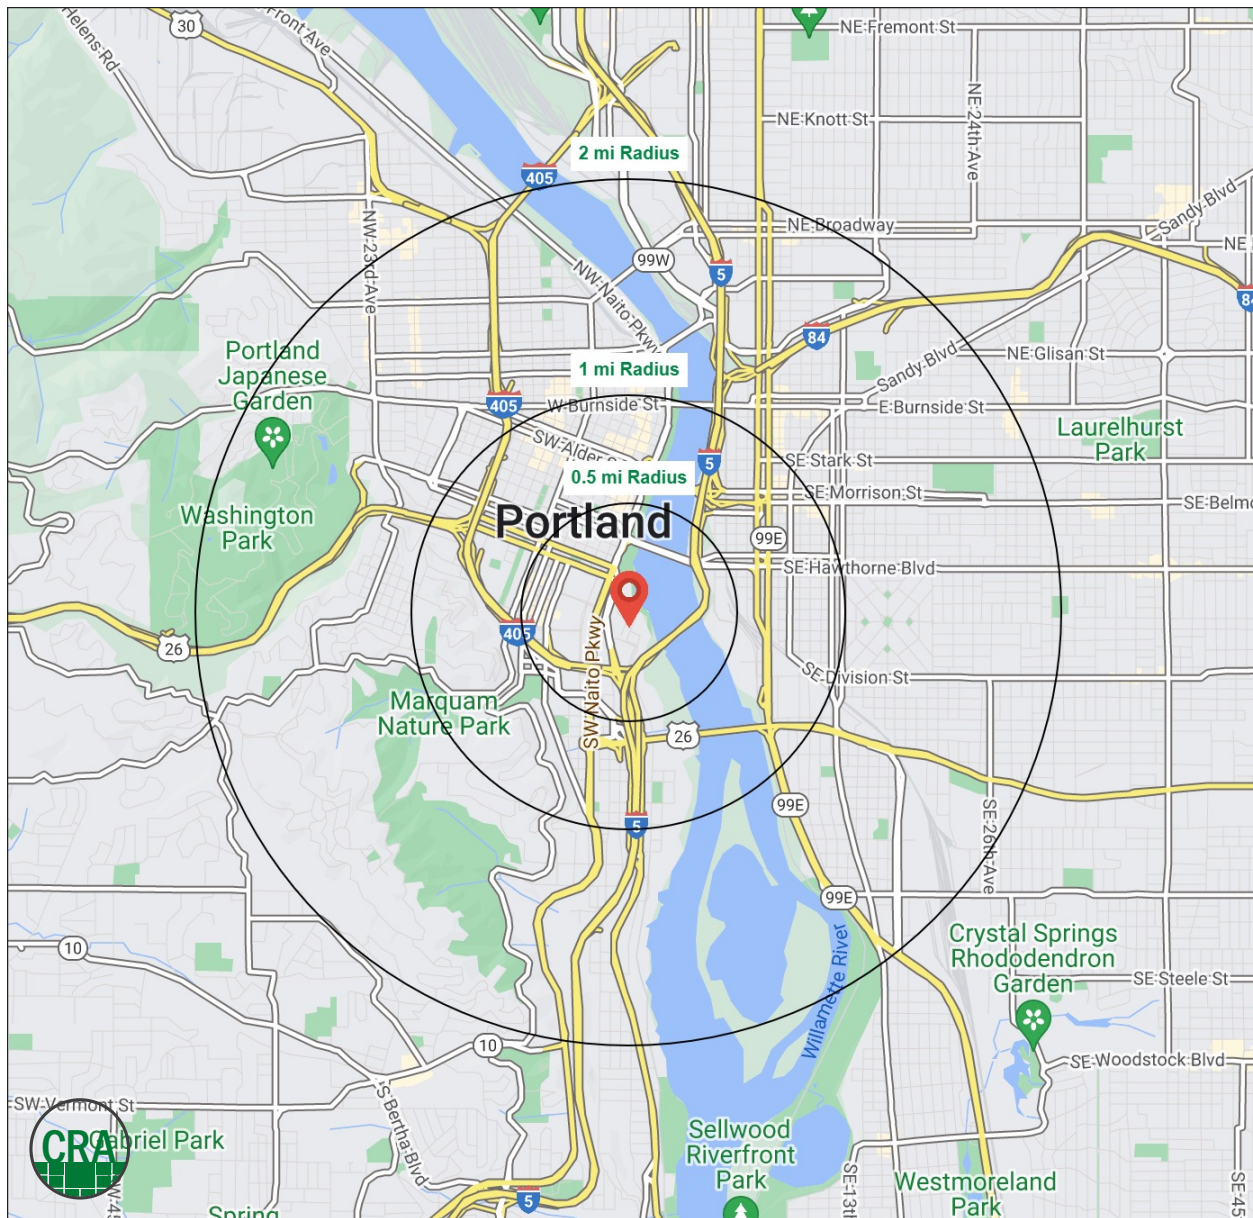 30
Helens Rd
Front Ave
NE Fremont St
NE Knott St
NE 24th Ave
2 mi Radius
405
NW 23rd Ave
NE Broadway
Sandy Blvd
NE
99W
5
NW Naito Pkwy
84
84
Portland
Japanese
Garden
1 mi Radius
NE Glisan St
Sandy Blvd
405
W Burnside St
E Burnside St
Laurelhurst
Park
SW Alder
5
SE Stark St
0.5 mi Radius
SE Morrison St
SE Belm
Washington
Park
Portland
99E
SE Hawthorne Blvd
405
26
SW Naito Pkwy
SE Division St
Marquam
Nature Park
26
99E
5
SE 26th Ave
99E
10
Willamette River
Crystal Springs
Rhododendron
Garden
SE Steele St
10
SE Woodstock Blvd
SW Vermont St
S Bertha Blvd
CRA
Gabriel Park
Sellwood
Riverfront
Park
SE 13th
Westmoreland
Park
SE 45
W 45
5
Spring